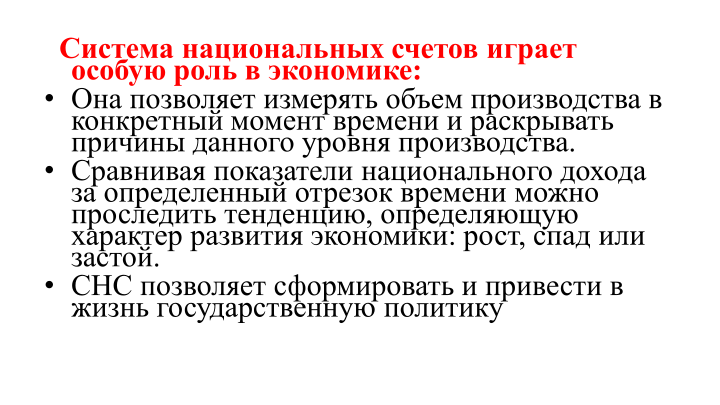 Система национальных счетов играет
особую роль в экономике:
• Она позволяет измерять объем производства в
конкретный момент времени и раскрывать
причины данного уровня производства.
• Сравнивая показатели национального дохода
за определенный отрезок времени можно
проследить тенденцию, определяющую
характер развития экономики: рост, спад или
застой.
• СНС позволяет сформировать и привести в
жизнь государственную политику